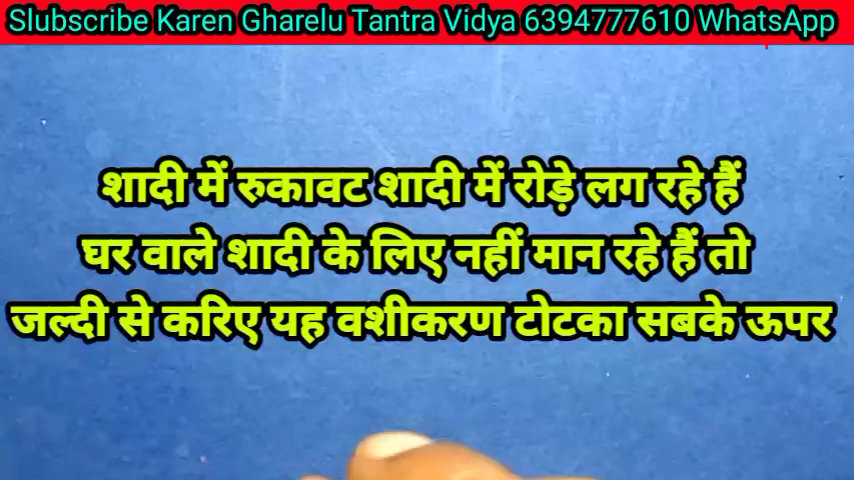 Slubscribe Karen Gharelu Tantra Vidya 6394777610 WhatsApp
शादी में रुकावट शादी में रोड़े लग रहे हैं
घर वाले शादी के लिए नहीं मान रहे हैं तो
जल्दी से करिए यह वशीकरण टोटका सबके ऊपर